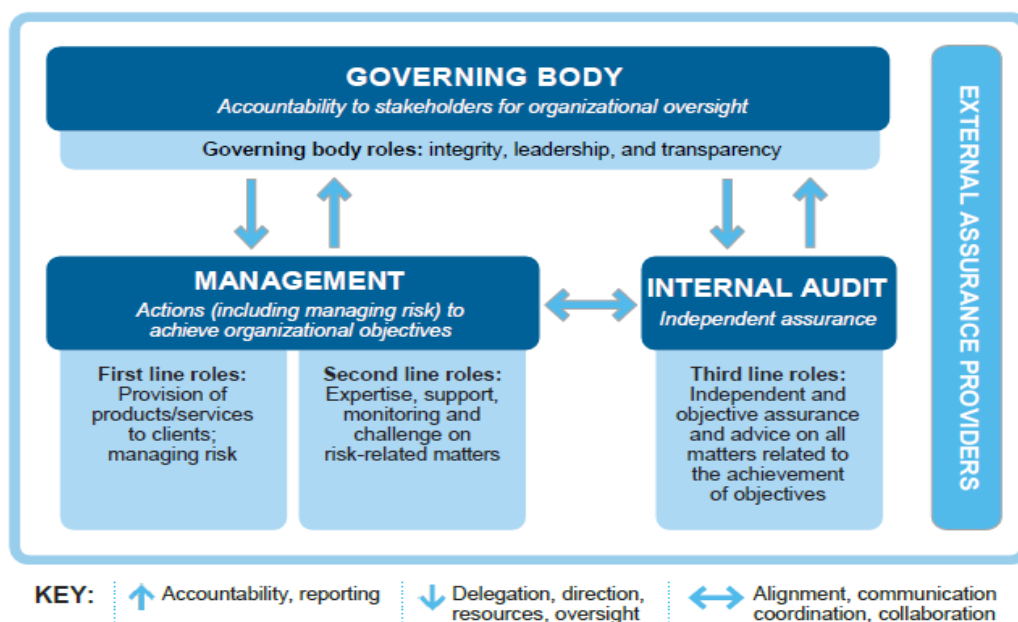 GOVERNING BODY
Accountability to stakeholders for organizational oversight
Governing body roles: integrity, leadership, and transparency
MANAGEMENT
Actions (including managing risk) to
achieve organizational objectives
First line roles:
Provision of
products/services
to clients;
managing risk
Second line roles:
Expertise, support,
monitoring and
challenge on
risk-related matters
INTERNAL AUDIT
Independent assurance
Third line roles:
Independent and
objective assurance
and advice on all
matters related to
the achievement
of objectives
EXTERNAL ASSURANCE PROVIDERS
KEY:
Accountability, reporting
Delegation, direction,
resources, oversight
Alignment, communication
coordination, collaboration